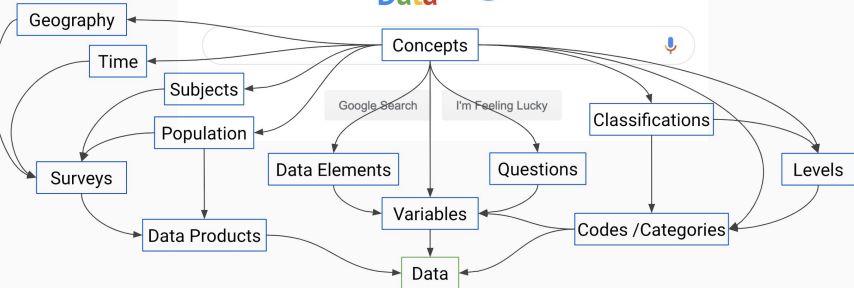 Data
Geography
Concepts
Time
Subjects
Google Search
I'm Feeling Lucky
Population
Classifications
Data Elements
Questions
Levels
Surveys
Variables
Data Products
Codes /Categories
Data